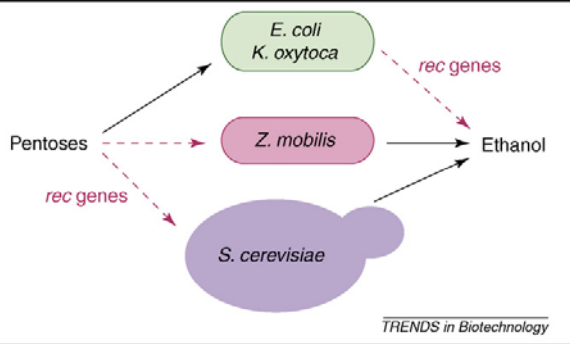 E. coli
K. oxytoca
rec genes
Pentoses
Z. mobilis
Ethanol
rec genes
S. cerevisiae
TRENDS in Biotechnology